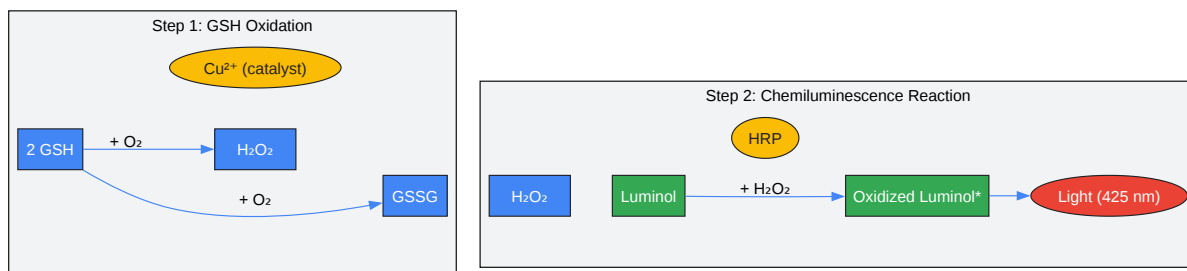 Step 1: GSH Oxidation
Cu²⁺ (catalyst)
2 GSH
+ O₂
H₂O₂
+ O₂
GSSG
Step 2: Chemiluminescence Reaction
HRP
H₂O₂
Luminol
+ H₂O₂
Oxidized Luminol*
Light (425 nm)